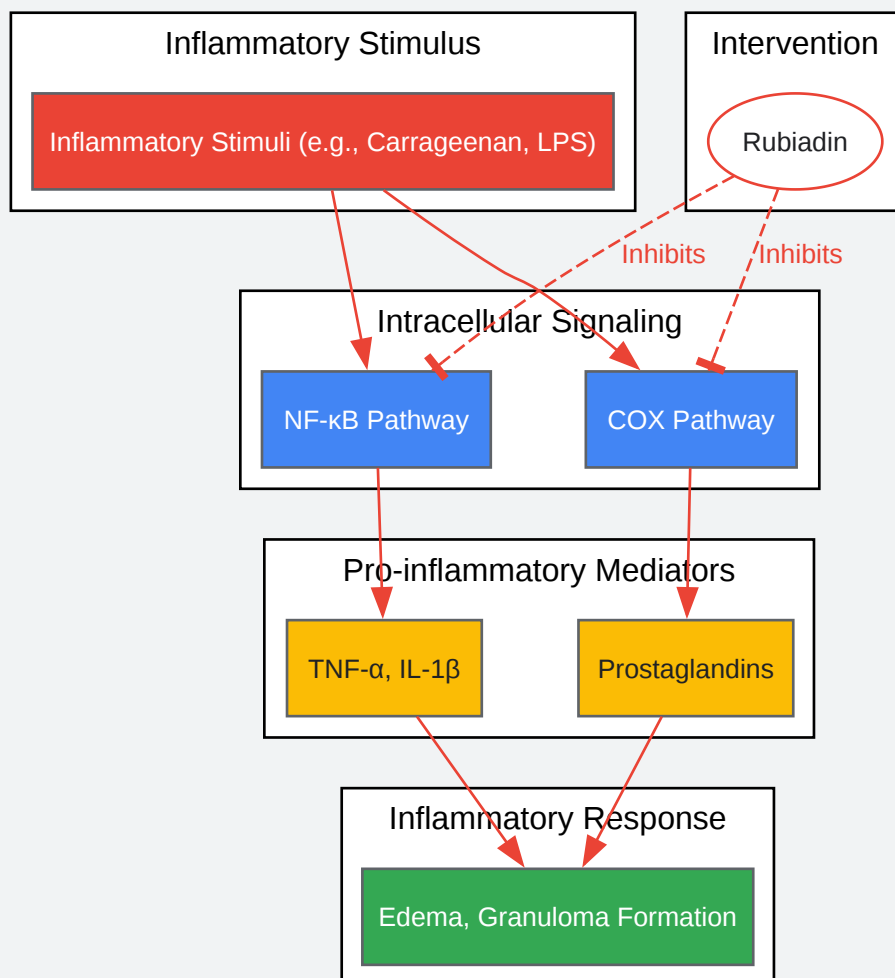 Inflammatory Stimulus
Intervention
Inflammatory Stimuli (e.g., Carrageenan, LPS)
Rubiadin
Inhibits
Inhibits
Intracellular Signaling
NF-κB Pathway
COX Pathway
Pro-inflammatory Mediators
TNF-α, IL-1β
Prostaglandins
Inflammatory Response
Edema, Granuloma Formation